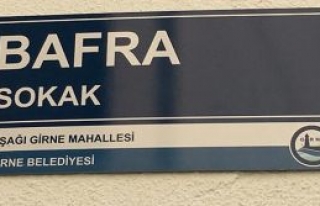 BAFRA
SOKAK
ŞAĞI GİRNE MAHALLESİ
RNE BELEDİYESİ